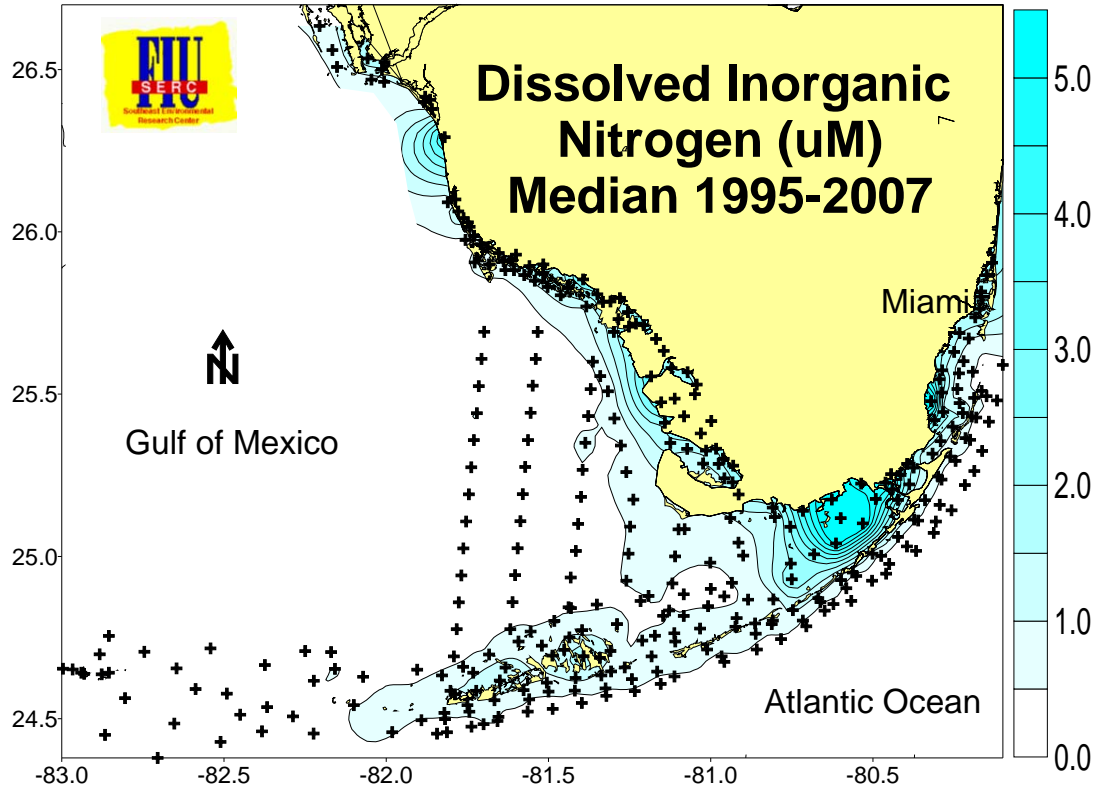 FIU
SERC
Southeast Environmental
Research Center
Dissolved Inorganic
Nitrogen (uM)
Median 1995-2007
Miami
N
Gulf of Mexico
Atlantic Ocean
26.5
26.0
25.5
25.0
24.5
-83.0
-82.5
-82.0
-81.5
-81.0
-80.5
5.0
4.0
3.0
2.0
1.0
0.0